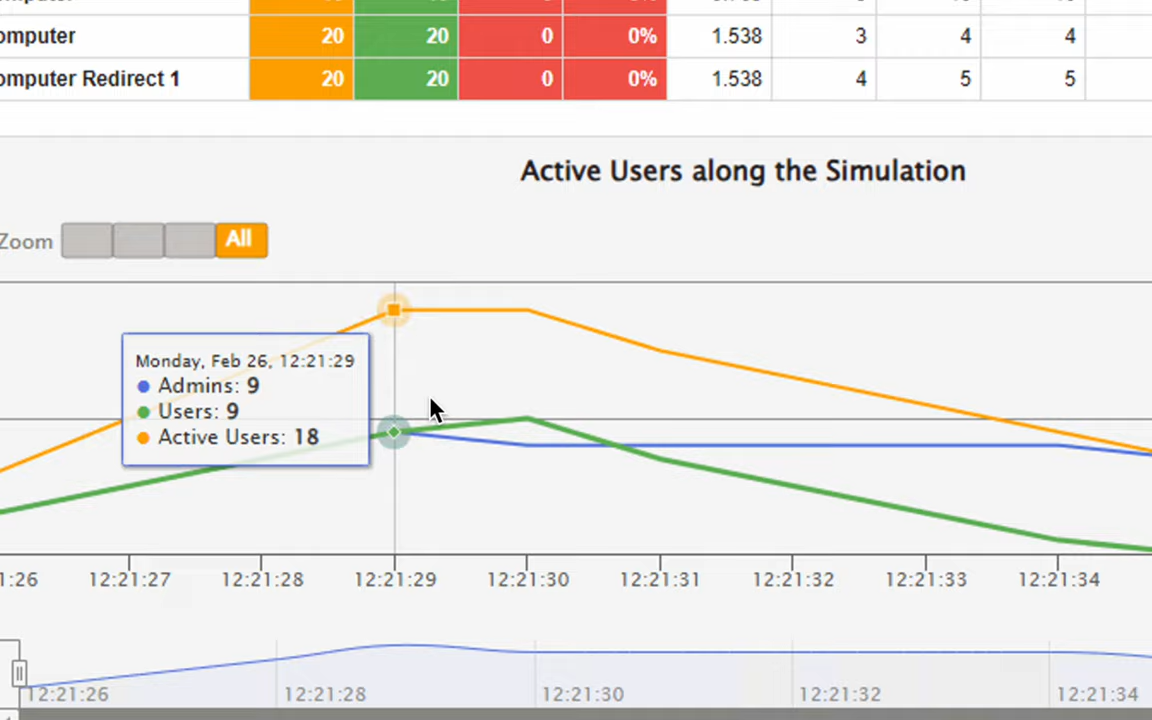 omputer 20 20 0 0% 1.538 3 4 4
omputer Redirect 1 20 20 0 0% 1.538 4 5 5
Active Users along the Simulation
Zoom All
Monday, Feb 26, 12:21:29
Admins: 9
Users: 9
Active Users: 18
1:26 12:21:27 12:21:28 12:21:29 12:21:30 12:21:31 12:21:32 12:21:33 12:21:34
12:21:26 12:21:28 12:21:30 12:21:32 12:21:34